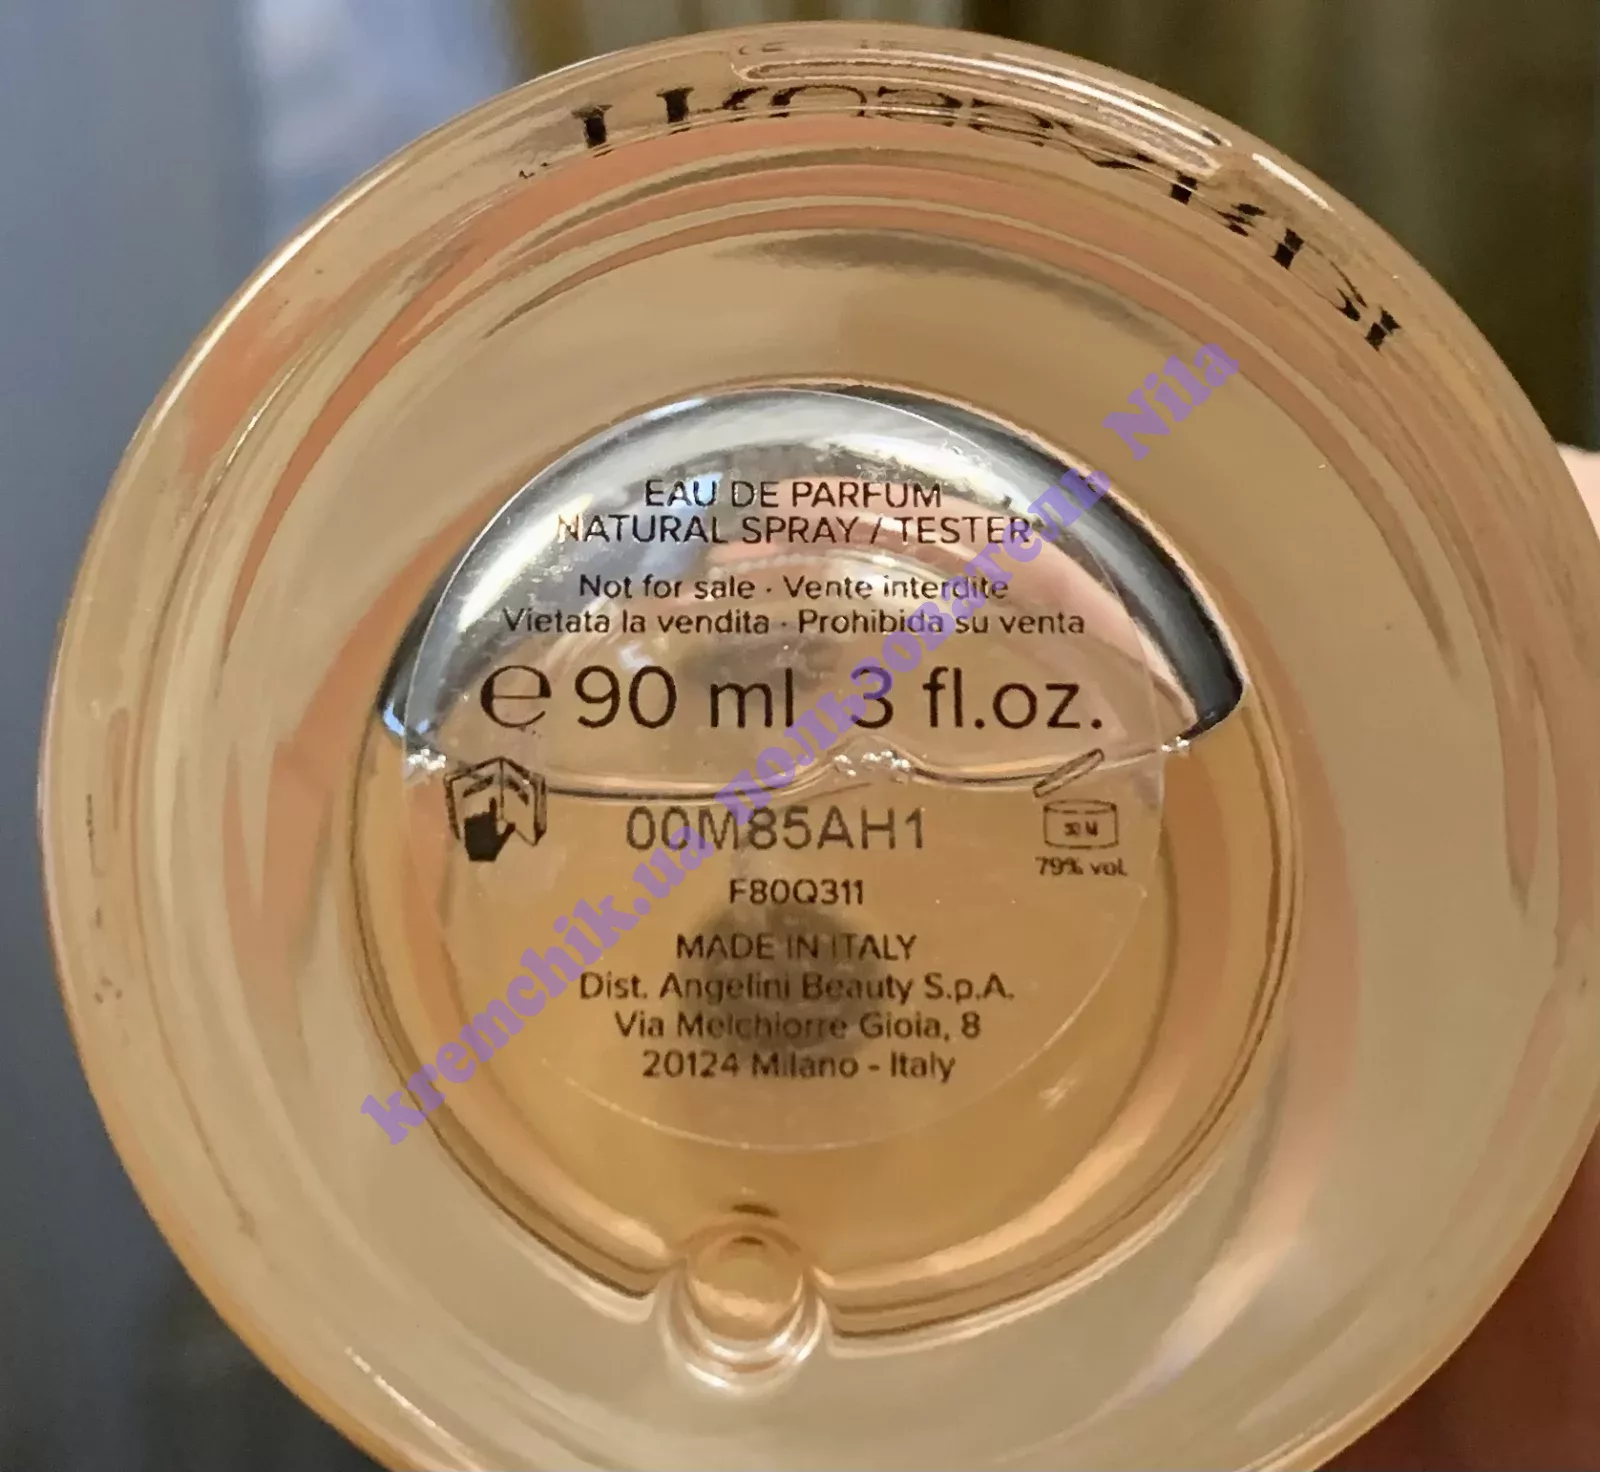 EAU DE PARFUM
NATURAL SPRAY / TESTER
Not for sale · Vente interdite
Vietata la vendita · Prohibida su venta
e 90 ml 3 fl.oz.
00M85AH1
79% vol.
F80Q311
MADE IN ITALY
Dist. Angelini Beauty S.p.A.
Via Melchiorre Gioia, 8
20124 Milano - Italy
kremchik.ua пользователь Nila